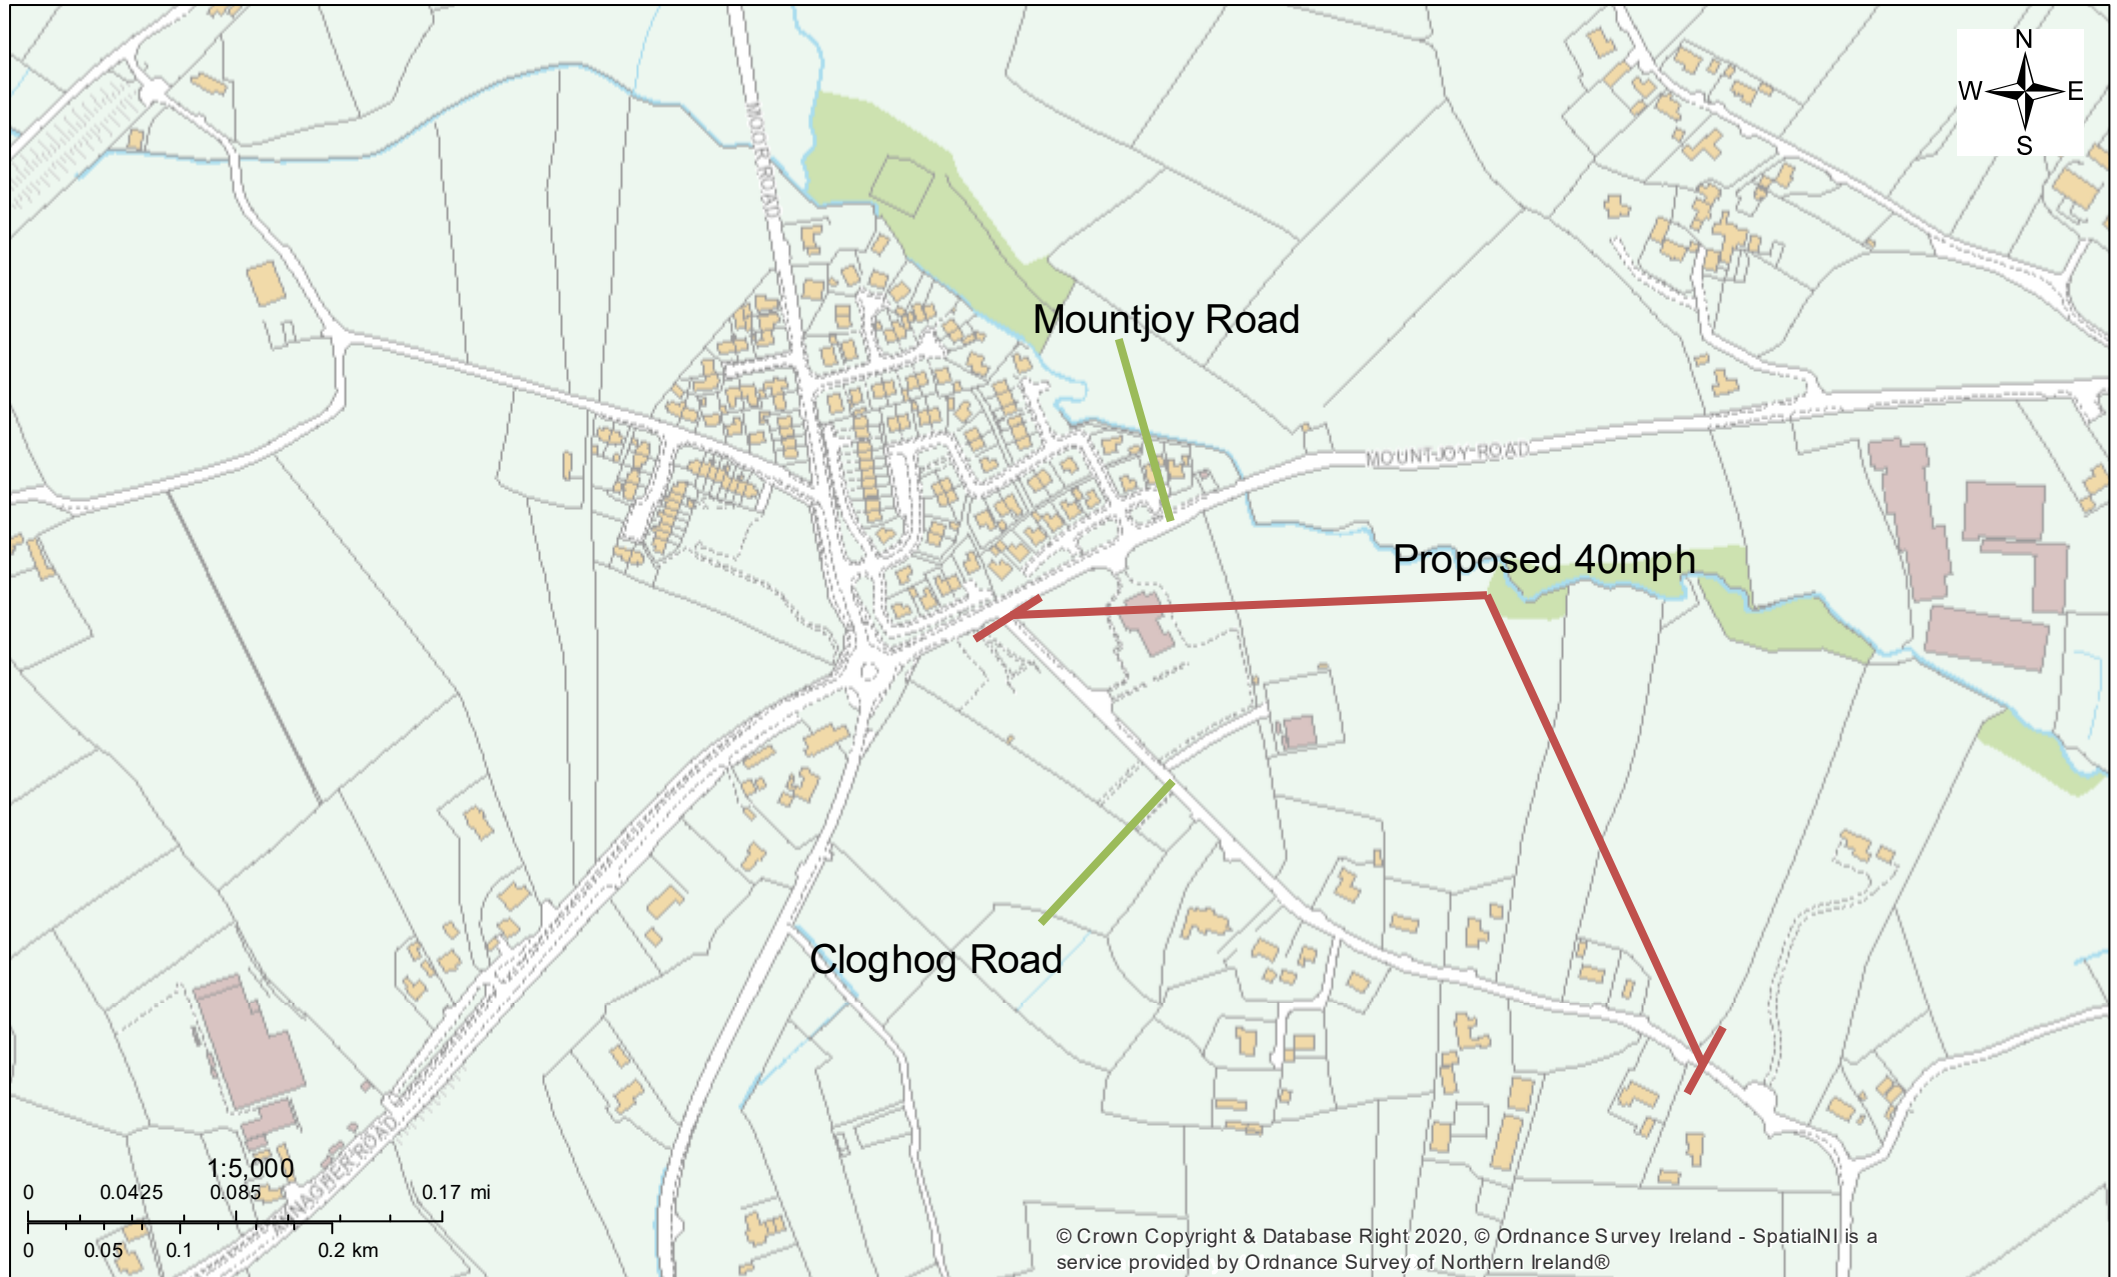 N
W E
S
MOOR ROAD
Mountjoy Road
MOUNTJOY ROAD
Proposed 40mph
Cloghog Road
1:5,000
0 0.0425 0.085 0.17 mi
0 0.05 0.1 0.2 km
© Crown Copyright & Database Right 2020, © Ordnance Survey Ireland - SpatialNI is a
service provided by Ordnance Survey of Northern Ireland®